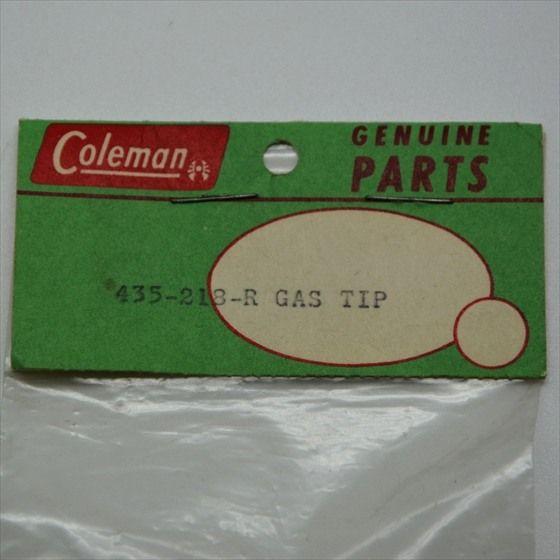 Coleman
GENUINE
PARTS
435-218-R GAS TIP